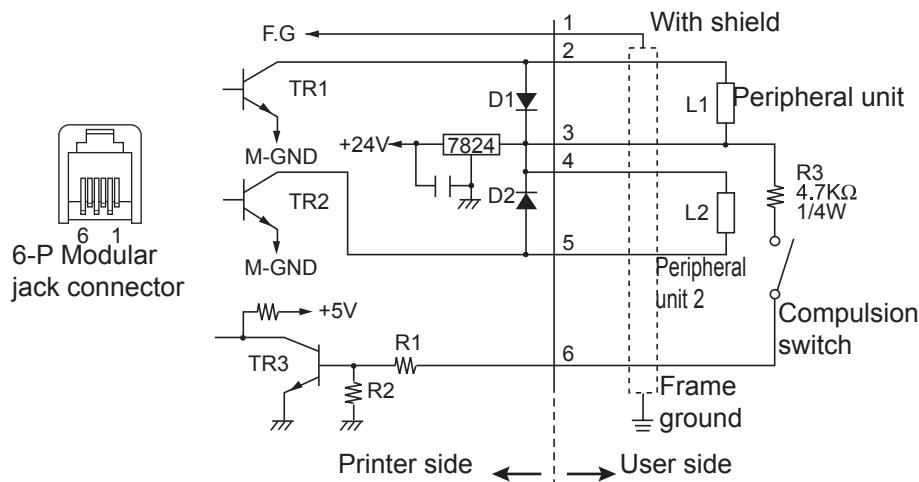 1
With shield
F.G
2
TR1
D1
L1
Peripheral unit
3
+24V
7824
M-GND
4
R3
4.7KΩ
1/4W
TR2
D2
L2
6 1
6-P Modular
jack connector
M-GND
5
Peripheral
unit 2
+5V
Compulsion
switch
R1
6
TR3
R2
Frame
ground
Printer side
User side